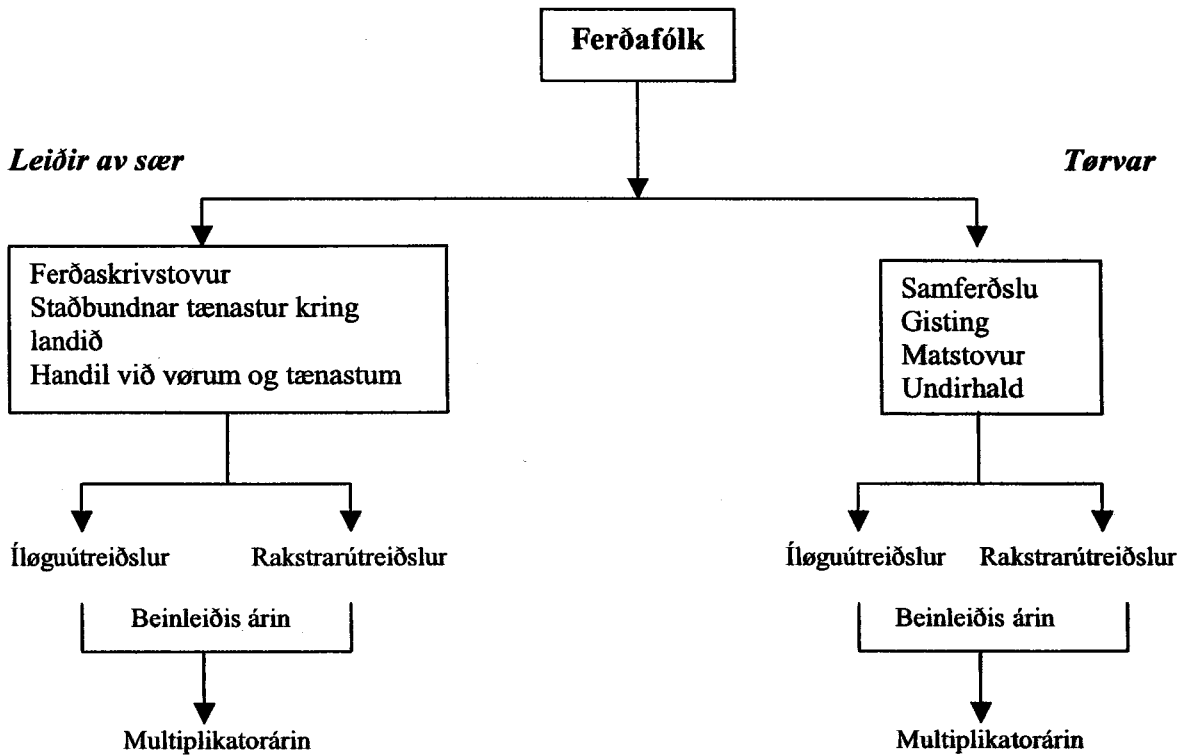 Ferðafólk
Leiðir av sær
Tørvar
Ferðaskrivstovur
Staðbundnar tænastur kring
landið
Handil við vørum og tænastum
Samferðslu
Gisting
Matstovur
Undirhald
Íløguútreiðslur
Rakstrarútreiðslur
Íløguútreiðslur
Rakstrarútreiðslur
Beinleiðis árin
Beinleiðis árin
Multiplikatorárin
Multiplikatorárin